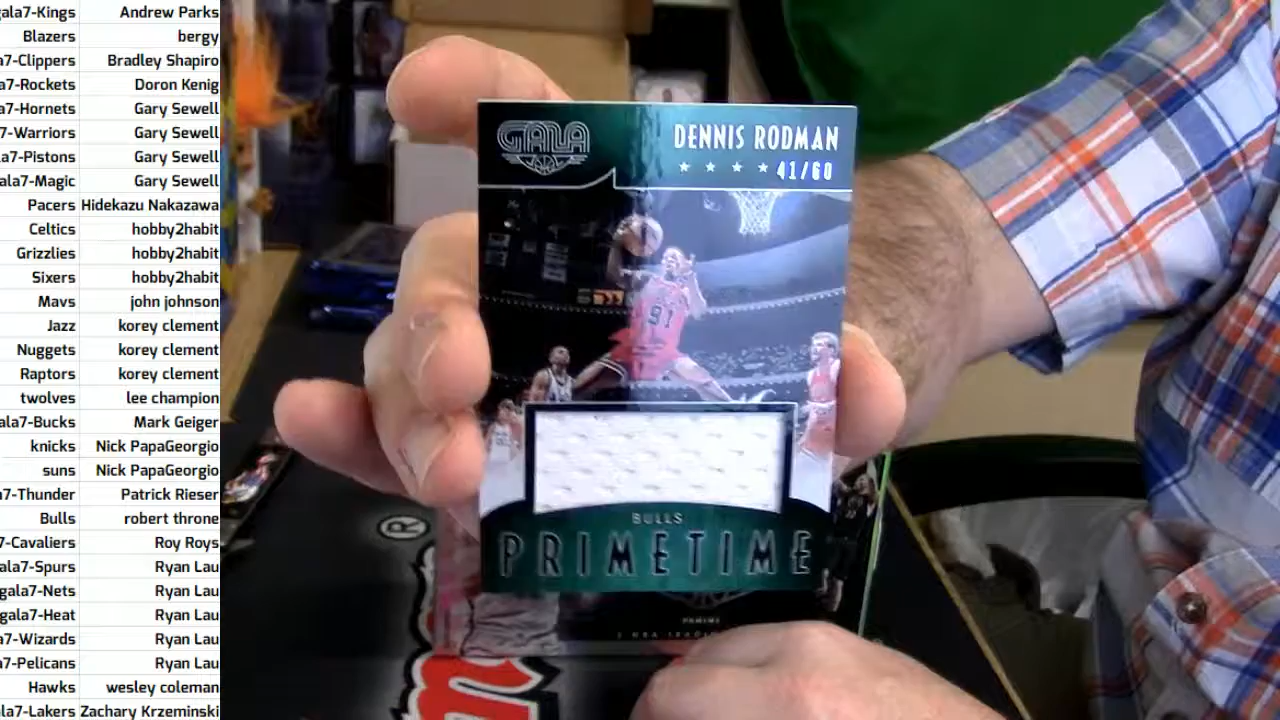 gala7-Kings Andrew Parks
Blazers bergy
a7-Clippers Bradley Shapiro
a7-Rockets Doron Kenig
a7-Hornets Gary Sewell
7-Warriors Gary Sewell
ala7-Pistons Gary Sewell
ala7-Magic Gary Sewell
Pacers Hidekazu Nakazawa
Celtics hobby2habit
Grizzlies hobby2habit
Sixers hobby2habit
Mavs john johnson
Jazz korey clement
Nuggets korey clement
Raptors korey clement
twolves lee champion
ala7-Bucks Mark Geiger
knicks Nick PapaGeorgio
suns Nick PapaGeorgio
a7-Thunder Patrick Rieser
Bulls robert throne
7-Cavaliers Roy Roys
gala7-Spurs Ryan Lau
gala7-Nets Ryan Lau
gala7-Heat Ryan Lau
a7-Wizards Ryan Lau
a7-Pelicans Ryan Lau
Hawks wesley coleman
ala7-Lakers Zachary Krzeminski
GALA
DENNIS RODMAN
41/60
91
BULLS
PRIMETIME
®
PANINI